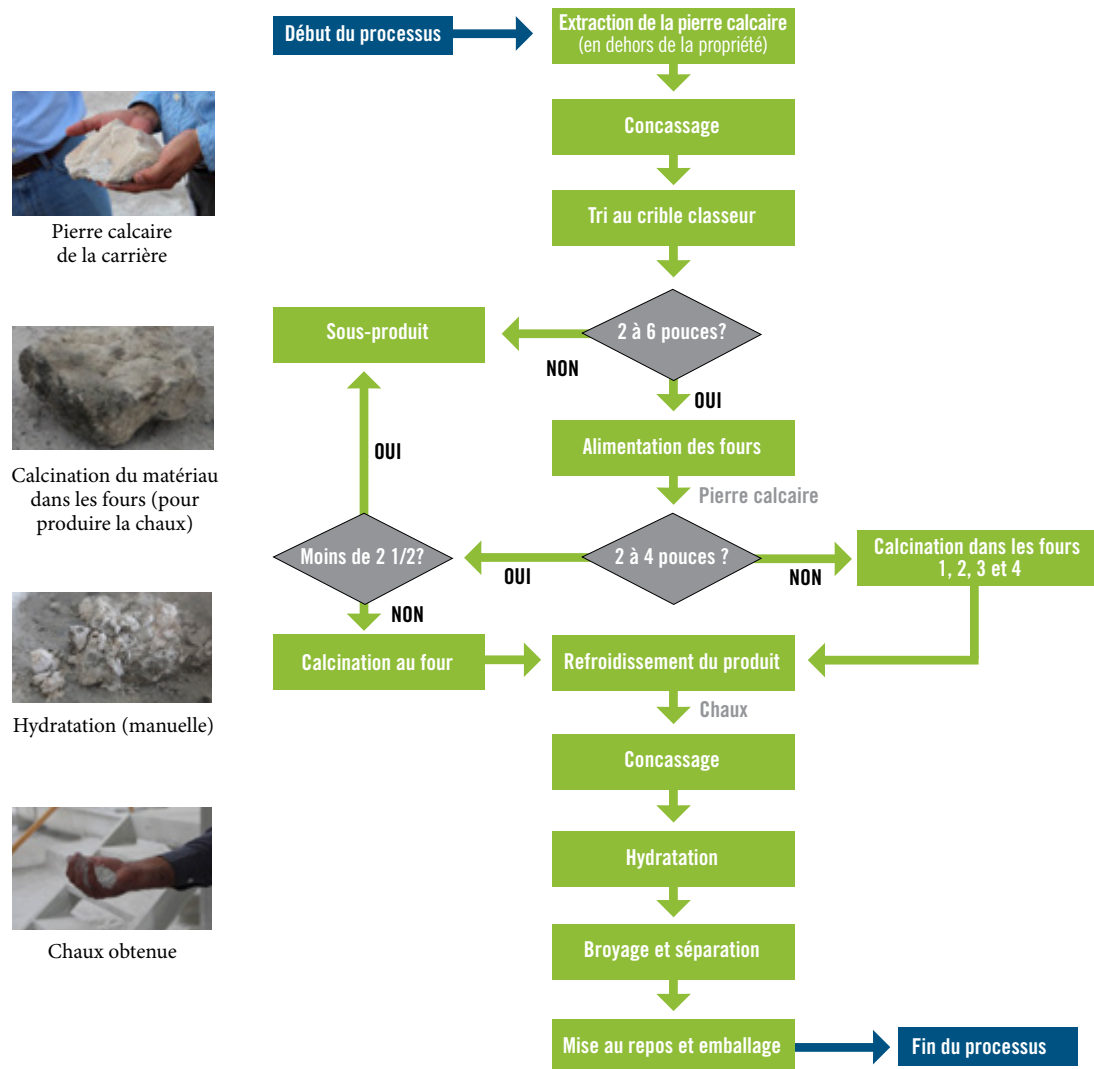 Début du processus
Extraction de la pierre calcaire
(en dehors de la propriété)
Concassage
Pierre calcaire
de la carrière
Tri au crible classeur
2 à 6 pouces?
Sous-produit
NON
OUI
Alimentation des fours
Pierre calcaire
OUI
Calcination du matériau
dans les fours (pour
produire la chaux)
2 à 4 pouces ?
Moins de 2 1/2?
OUI
NON
Calcination dans les fours
1, 2, 3 et 4
NON
Calcination au four
Refroidissement du produit
Chaux
Hydratation (manuelle)
Concassage
Hydratation
Broyage et séparation
Chaux obtenue
Mise au repos et emballage
Fin du processus